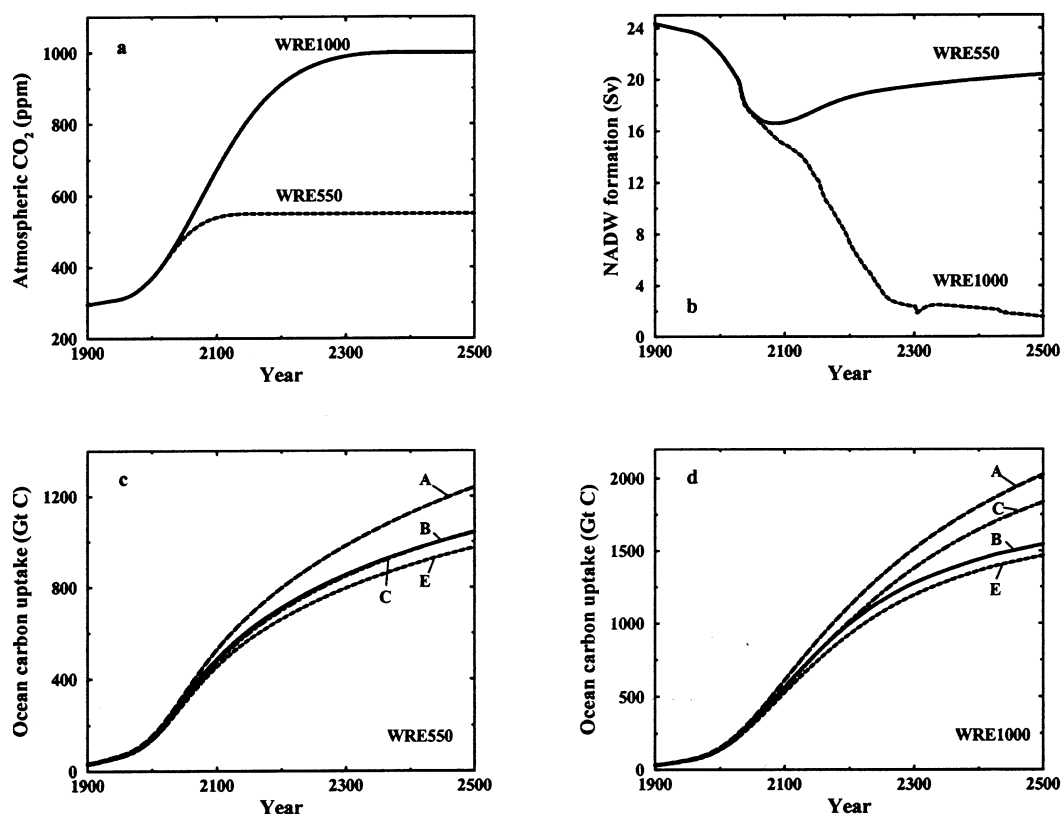 a
WRE1000
WRE550
1000
800
600
400
200
1900
2100
2300
2500
Year
Atmospheric CO₂ (ppm)
b
WRE550
WRE1000
24
20
16
12
8
4
2
0
1900
2100
2300
2500
Year
NADW formation (Sv)
c
A
B
C
E
WRE550
1200
800
400
0
1900
2100
2300
2500
Year
Ocean carbon uptake (Gt C)
d
A
C
B
E
WRE1000
2000
1500
1000
500
0
1900
2100
2300
2500
Year
Ocean carbon uptake (Gt C)